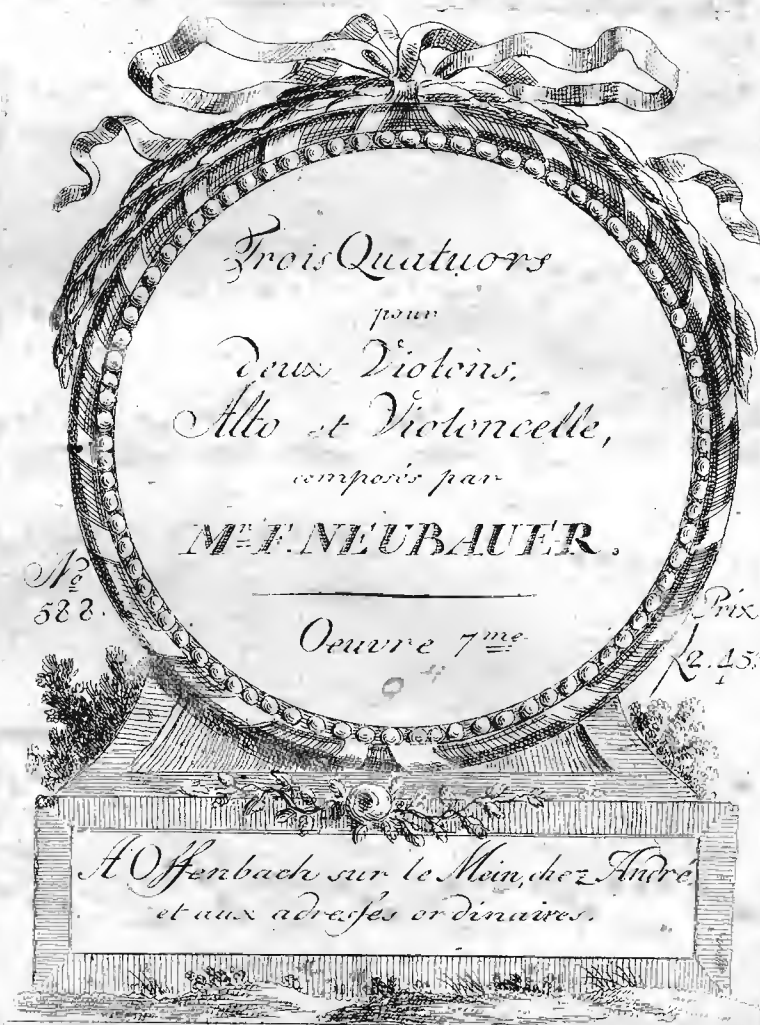 Trois Quatuors
pour
deux Violons,
Alto et Violoncelle,
composés par
Mr. F. NEUBAUER.
No
588.
Prix
f2.45.
Oeuvre 7me
A Offenbach sur le Mein, chez André
et aux adresses ordinaires.